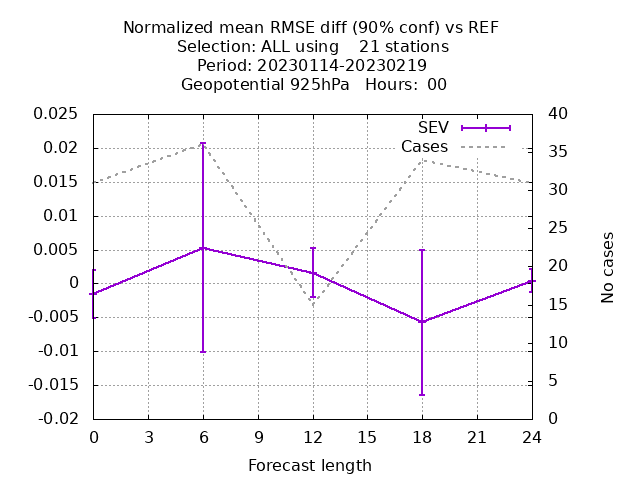 Normalized mean RMSE diff (90% conf) vs REF
Selection: ALL using    21 stations
Period: 20230114-20230219
Geopotential 925hPa   Hours:  00
0.025
0.02
0.015
0.01
0.005
0
-0.005
-0.01
-0.015
-0.02
SEV
Cases
40
35
30
25
20
15
10
5
0
No cases
0 3 6 9 12 15 18 21 24
Forecast length